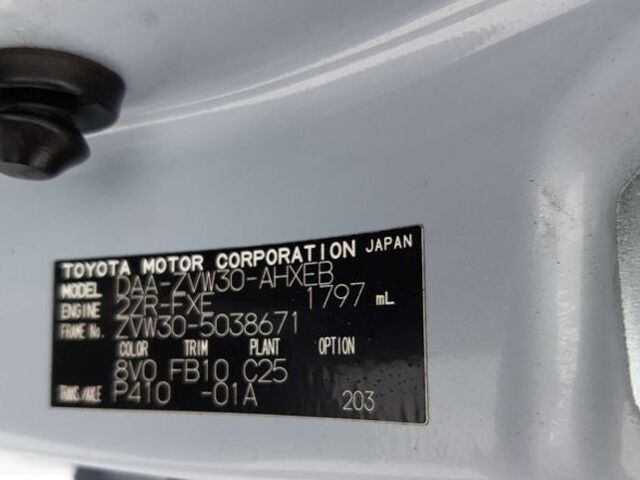 TOYOTA MOTOR CORPORATION JAPAN
MODEL DAA-ZVW30-AHXEB
ENGINE 2ZR-FXE 1797 mL
FRAME No. ZVW30-5038671
COLOR TRIM PLANT OPTION
8V0 FB10 C25
TRANS/AXLE P410 -01A 203